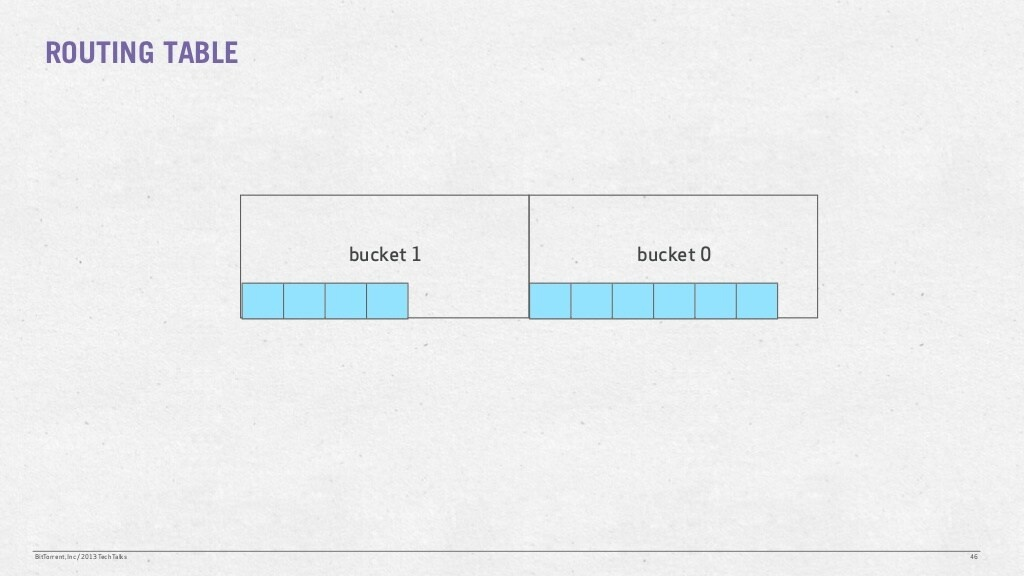 ROUTING TABLE
bucket 1
bucket 0
BitTorrent, Inc / 2013 Tech Talks
46